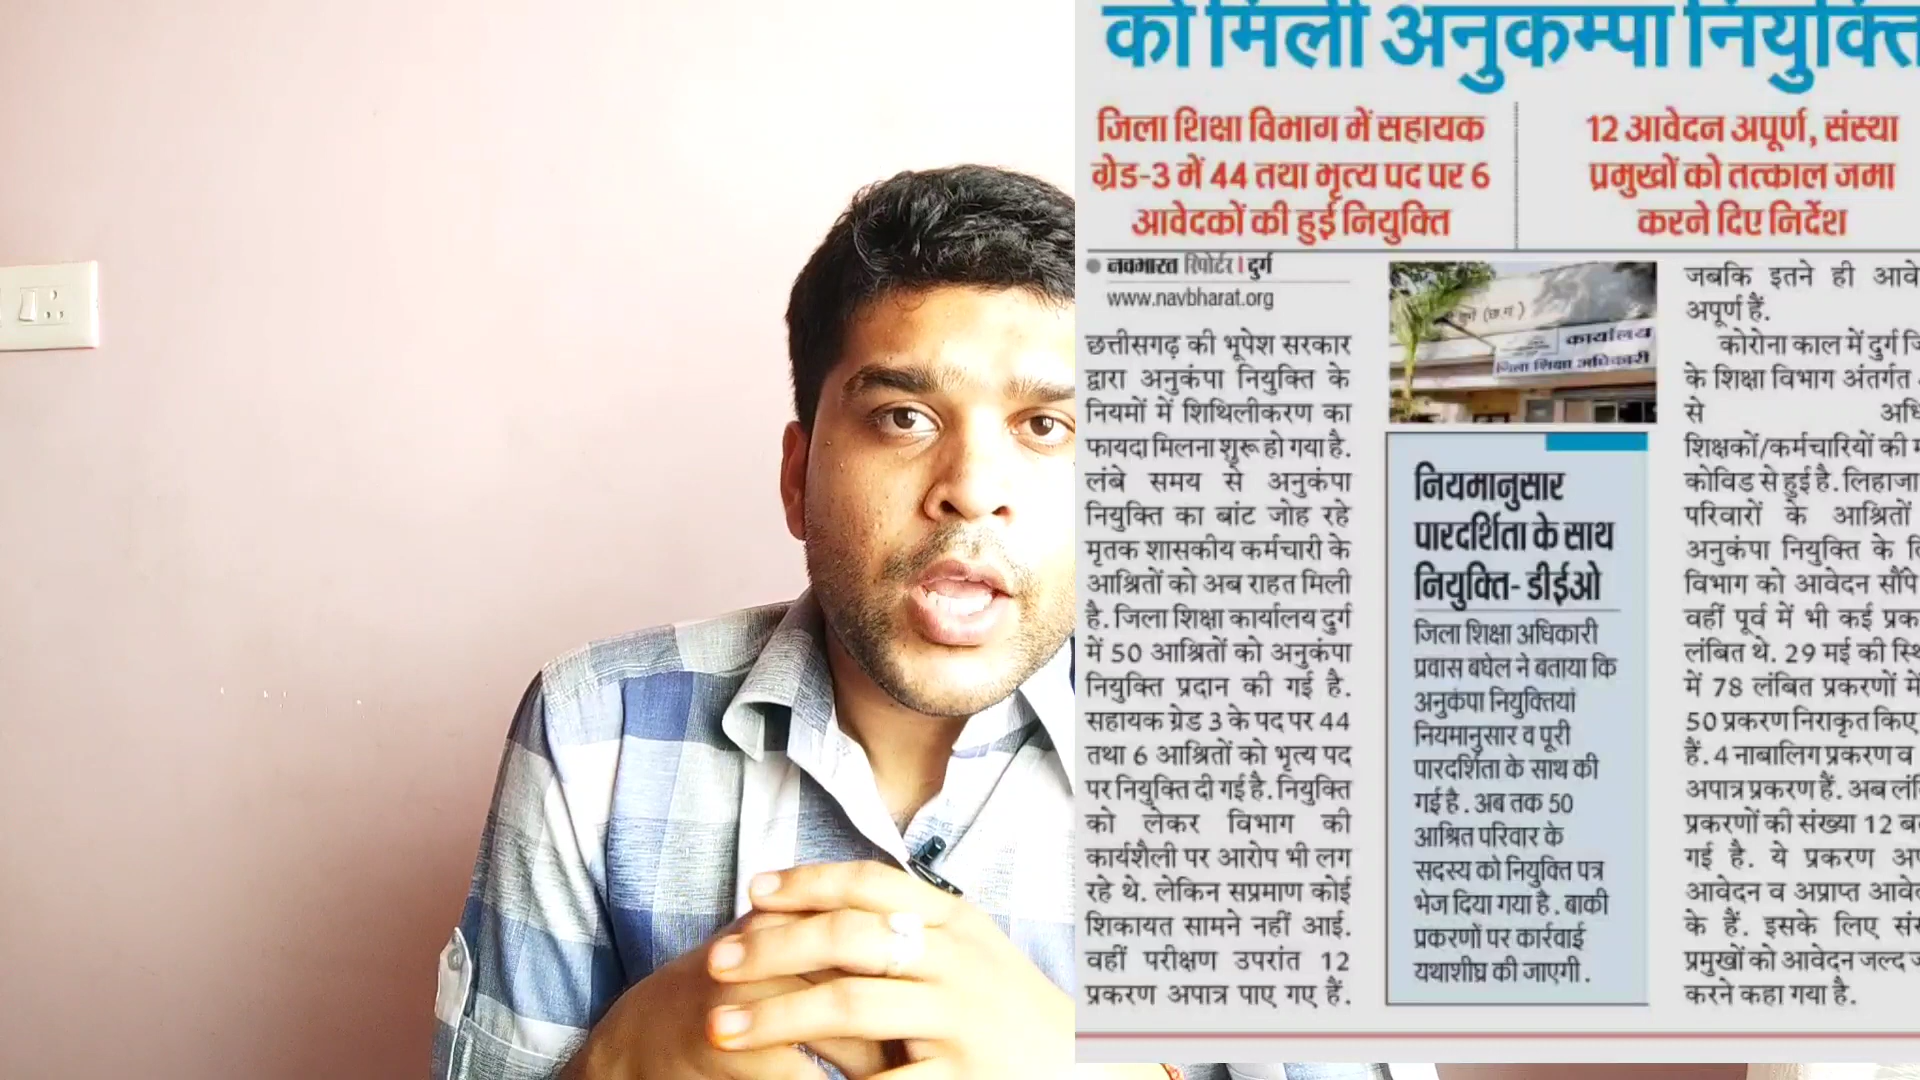 को मिली अनुकम्पा नियुक्ति
जिला शिक्षा विभाग में सहायक
ग्रेड-3 में 44 तथा भृत्य पद पर 6
आवेदकों की हुई नियुक्ति
12 आवेदन अपूर्ण, संस्था
प्रमुखों को तत्काल जमा
करने दिए निर्देश
नवभारत रिपोर्टर। दुर्ग
www.navbharat.org
छत्तीसगढ़ की भूपेश सरकार
द्वारा अनुकंपा नियुक्ति के
नियमों में शिथिलीकरण का
फायदा मिलना शुरू हो गया है.
लंबे समय से अनुकंपा
नियुक्ति का बांट जोह रहे
मृतक शासकीय कर्मचारी के
आश्रितों को अब राहत मिली
है. जिला शिक्षा कार्यालय दुर्ग
में 50 आश्रितों को अनुकंपा
नियुक्ति प्रदान की गई है.
सहायक ग्रेड 3 के पद पर 44
तथा 6 आश्रितों को भृत्य पद
पर नियुक्ति दी गई है. नियुक्ति
को लेकर विभाग की
कार्यशैली पर आरोप भी लग
रहे थे. लेकिन सप्रमाण कोई
शिकायत सामने नहीं आई.
वहीं परीक्षण उपरांत 12
प्रकरण अपात्र पाए गए हैं.
(छ.ग)
कार्यालय
जिला शिक्षा अधिकारी
नियमानुसार
पारदर्शिता के साथ
नियुक्ति- डीईओ
जिला शिक्षा अधिकारी
प्रवास बघेल ने बताया कि
अनुकंपा नियुक्तियां
नियमानुसार व पूरी
पारदर्शिता के साथ की
गई है. अब तक 50
आश्रित परिवार के
सदस्य को नियुक्ति पत्र
भेज दिया गया है. बाकी
प्रकरणों पर कार्रवाई
यथाशीघ्र की जाएगी.
जबकि इतने ही
अपूर्ण हैं.
कोरोना काल में दुर्ग
के शिक्षा विभाग अंतर्गत
से
शिक्षकों/कर्मचारियों की
कोविड से हुई है. लिहाजा
परिवारों के आश्रितों
अनुकंपा नियुक्ति के
विभाग को आवेदन सौंपे
वहीं पूर्व में भी कई
लंबित थे. 29 मई की
में 78 लंबित प्रकरणों में
50 प्रकरण निराकृत किए
हैं. 4 नाबालिग प्रकरण व
अपात्र प्रकरण हैं. अब
प्रकरणों की संख्या 12
गई है. ये प्रकरण
आवेदन व अप्राप्त
के हैं. इसके लिए
प्रमुखों को आवेदन जल्द
करने कहा गया है.